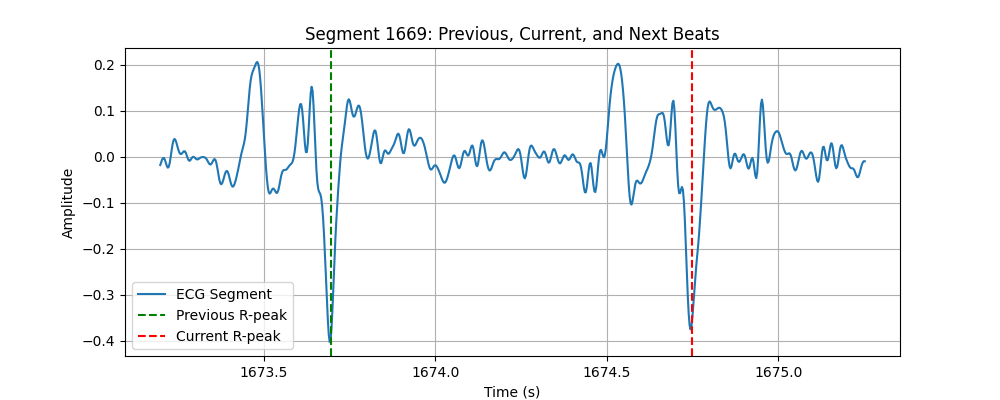 Segment 1669: Previous, Current, and Next Beats
0.2
0.1
0.0
−0.1
−0.2
−0.3
−0.4
Amplitude
ECG Segment
Previous R-peak
Current R-peak
1673.5
1674.0
1674.5
1675.0
Time (s)